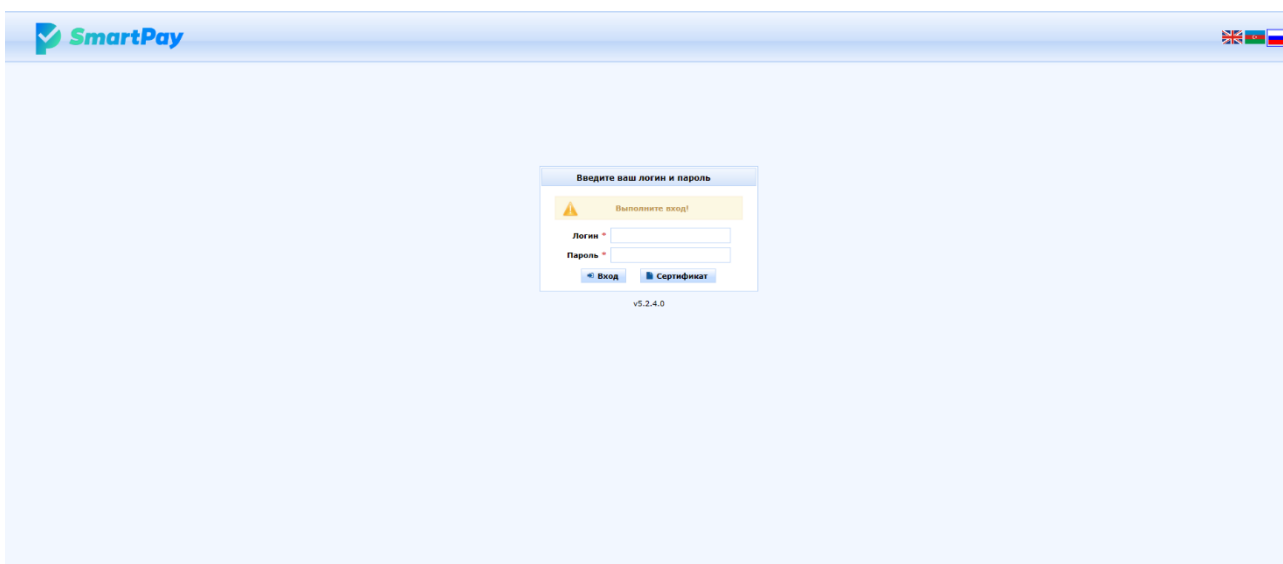 SmartPay
Введите ваш логин и пароль
Выполните вход!
Логин *
Пароль *
Вход Сертификат
v5.2.4.0